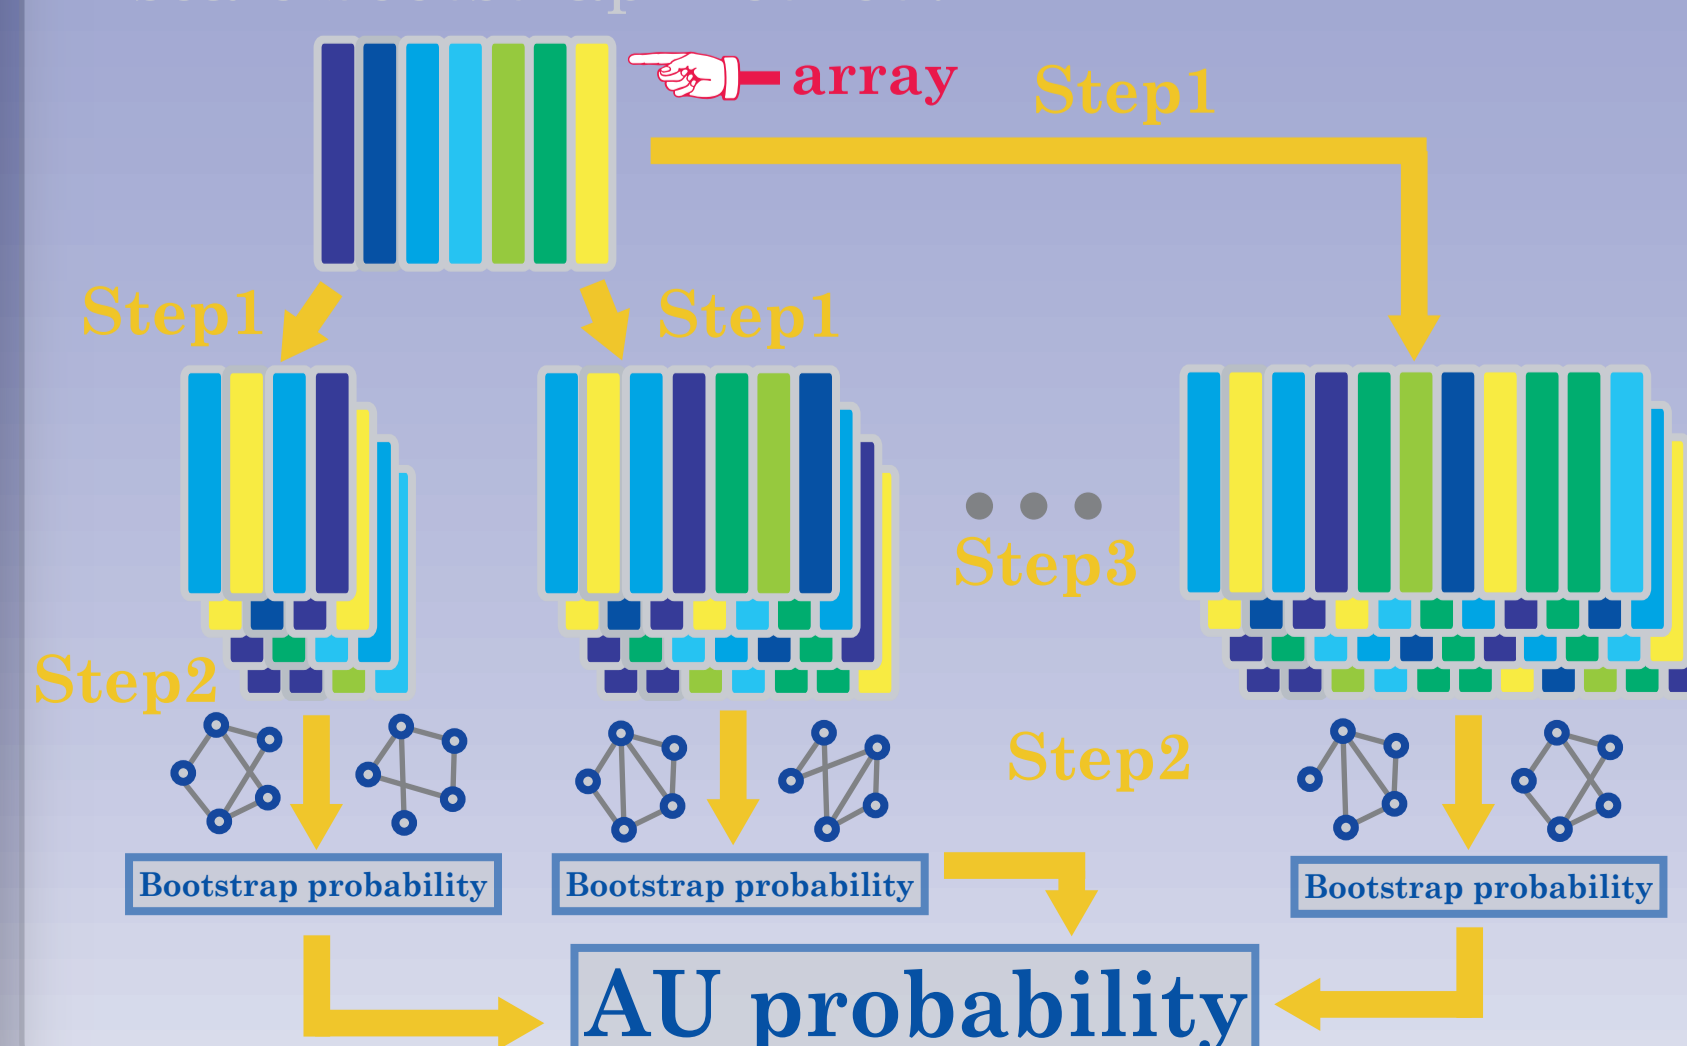 array
Step1
Step1
Step1
Step3
Step2
Step2
Bootstrap probability
Bootstrap probability
Bootstrap probability
AU probability